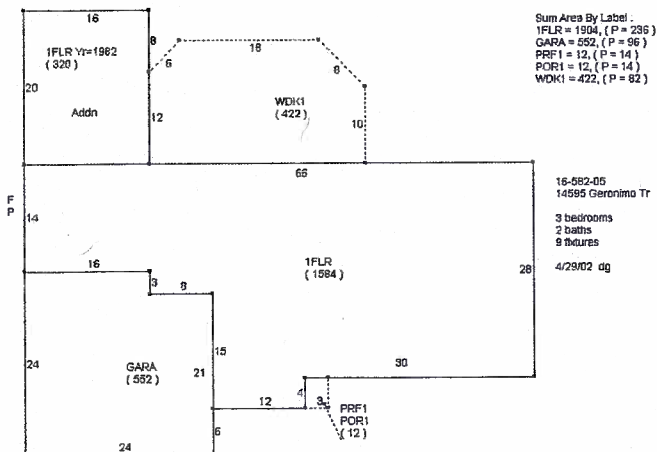 16
Sum Area By Label :
1FLR = 1904, ( P = 236)
GARA = 552, ( P = 96)
PRF1 = 12, ( P = 14)
POR1 = 12, ( P = 14)
WDK1 = 422, ( P = 82)
1FLR Yr=1982
( 320)
8
18
6
8
20
Addn
WDK1
( 422)
12
10
66
16-582-05
14595 Geronimo Tr
3 bedrooms
2 baths
9 fixtures
4/29/02 dg
F
P
14
16
3
8
1FLR
( 1584)
28
24
GARA
( 552)
15
21
30
12
4
3
PRF1
POR1
( 12)
6
24